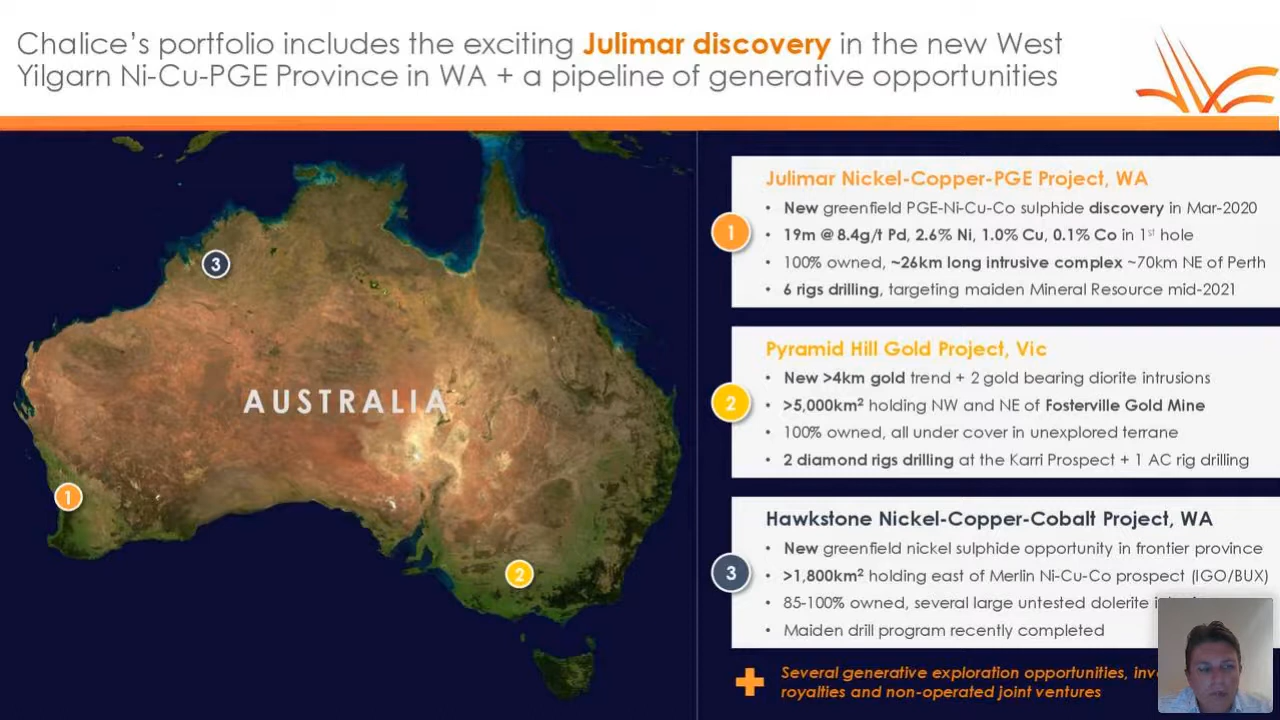 Chalice's portfolio includes the exciting Julimar discovery in the new West
Yilgarn Ni-Cu-PGE Province in WA + a pipeline of generative opportunities
AUSTRALIA
3
1
2
1
Julimar Nickel-Copper-PGE Project, WA
• New greenfield PGE-Ni-Cu-Co sulphide discovery in Mar-2020
• 19m @ 8.4g/t Pd, 2.6% Ni, 1.0% Cu, 0.1% Co in 1st hole
• 100% owned, ~26km long intrusive complex ~70km NE of Perth
• 6 rigs drilling, targeting maiden Mineral Resource mid-2021
2
Pyramid Hill Gold Project, Vic
• New >4km gold trend + 2 gold bearing diorite intrusions
• >5,000km² holding NW and NE of Fosterville Gold Mine
• 100% owned, all under cover in unexplored terrane
• 2 diamond rigs drilling at the Karri Prospect + 1 AC rig drilling
3
Hawkstone Nickel-Copper-Cobalt Project, WA
• New greenfield nickel sulphide opportunity in frontier province
• >1,800km² holding east of Merlin Ni-Cu-Co prospect (IGO/BUX)
• 85-100% owned, several large untested dolerite
• Maiden drill program recently completed
Several generative exploration opportunities,
royalties and non-operated joint ventures